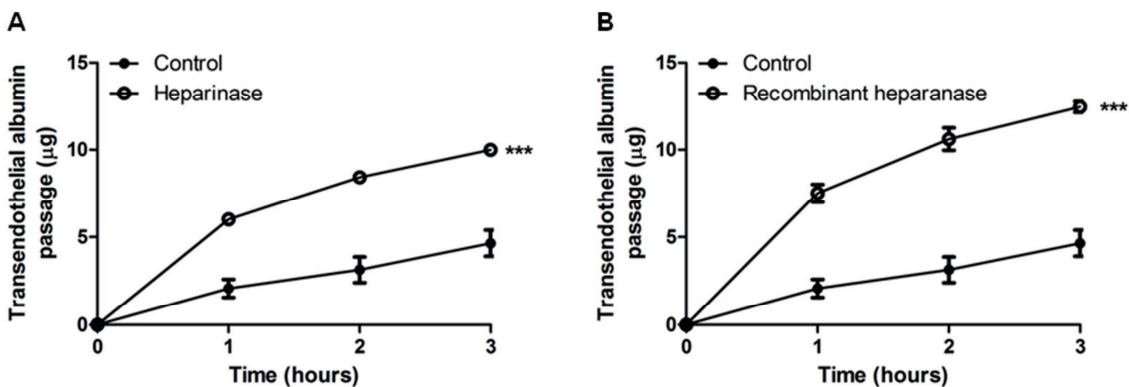 A
Control
Heparinase
Transendothelial albumin
passage (µg)
15
10
5
0
***
0 1 2 3
Time (hours)
B
Control
Recombinant heparanase
Transendothelial albumin
passage (µg)
15
10
5
0
***
0 1 2 3
Time (hours)